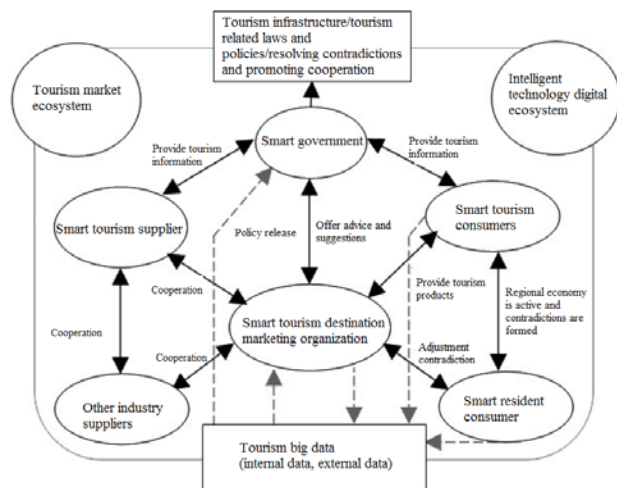 Tourism infrastructure/tourism
related laws and
policies/resolving contradictions
and promoting cooperation
Tourism market
ecosystem
Intelligent
technology digital
ecosystem
Smart government
Provide tourism
information
Provide tourism
information
Smart tourism supplier
Smart tourism
consumers
Policy release
Offer advice and
suggestions
Cooperation
Provide tourism
products
Regional economy
is active and
contradictions are
formed
Smart tourism destination
marketing organization
Cooperation
Cooperation
Adjustment
contradiction
Other industry
suppliers
Smart resident
consumer
Tourism big data
(internal data, external data)